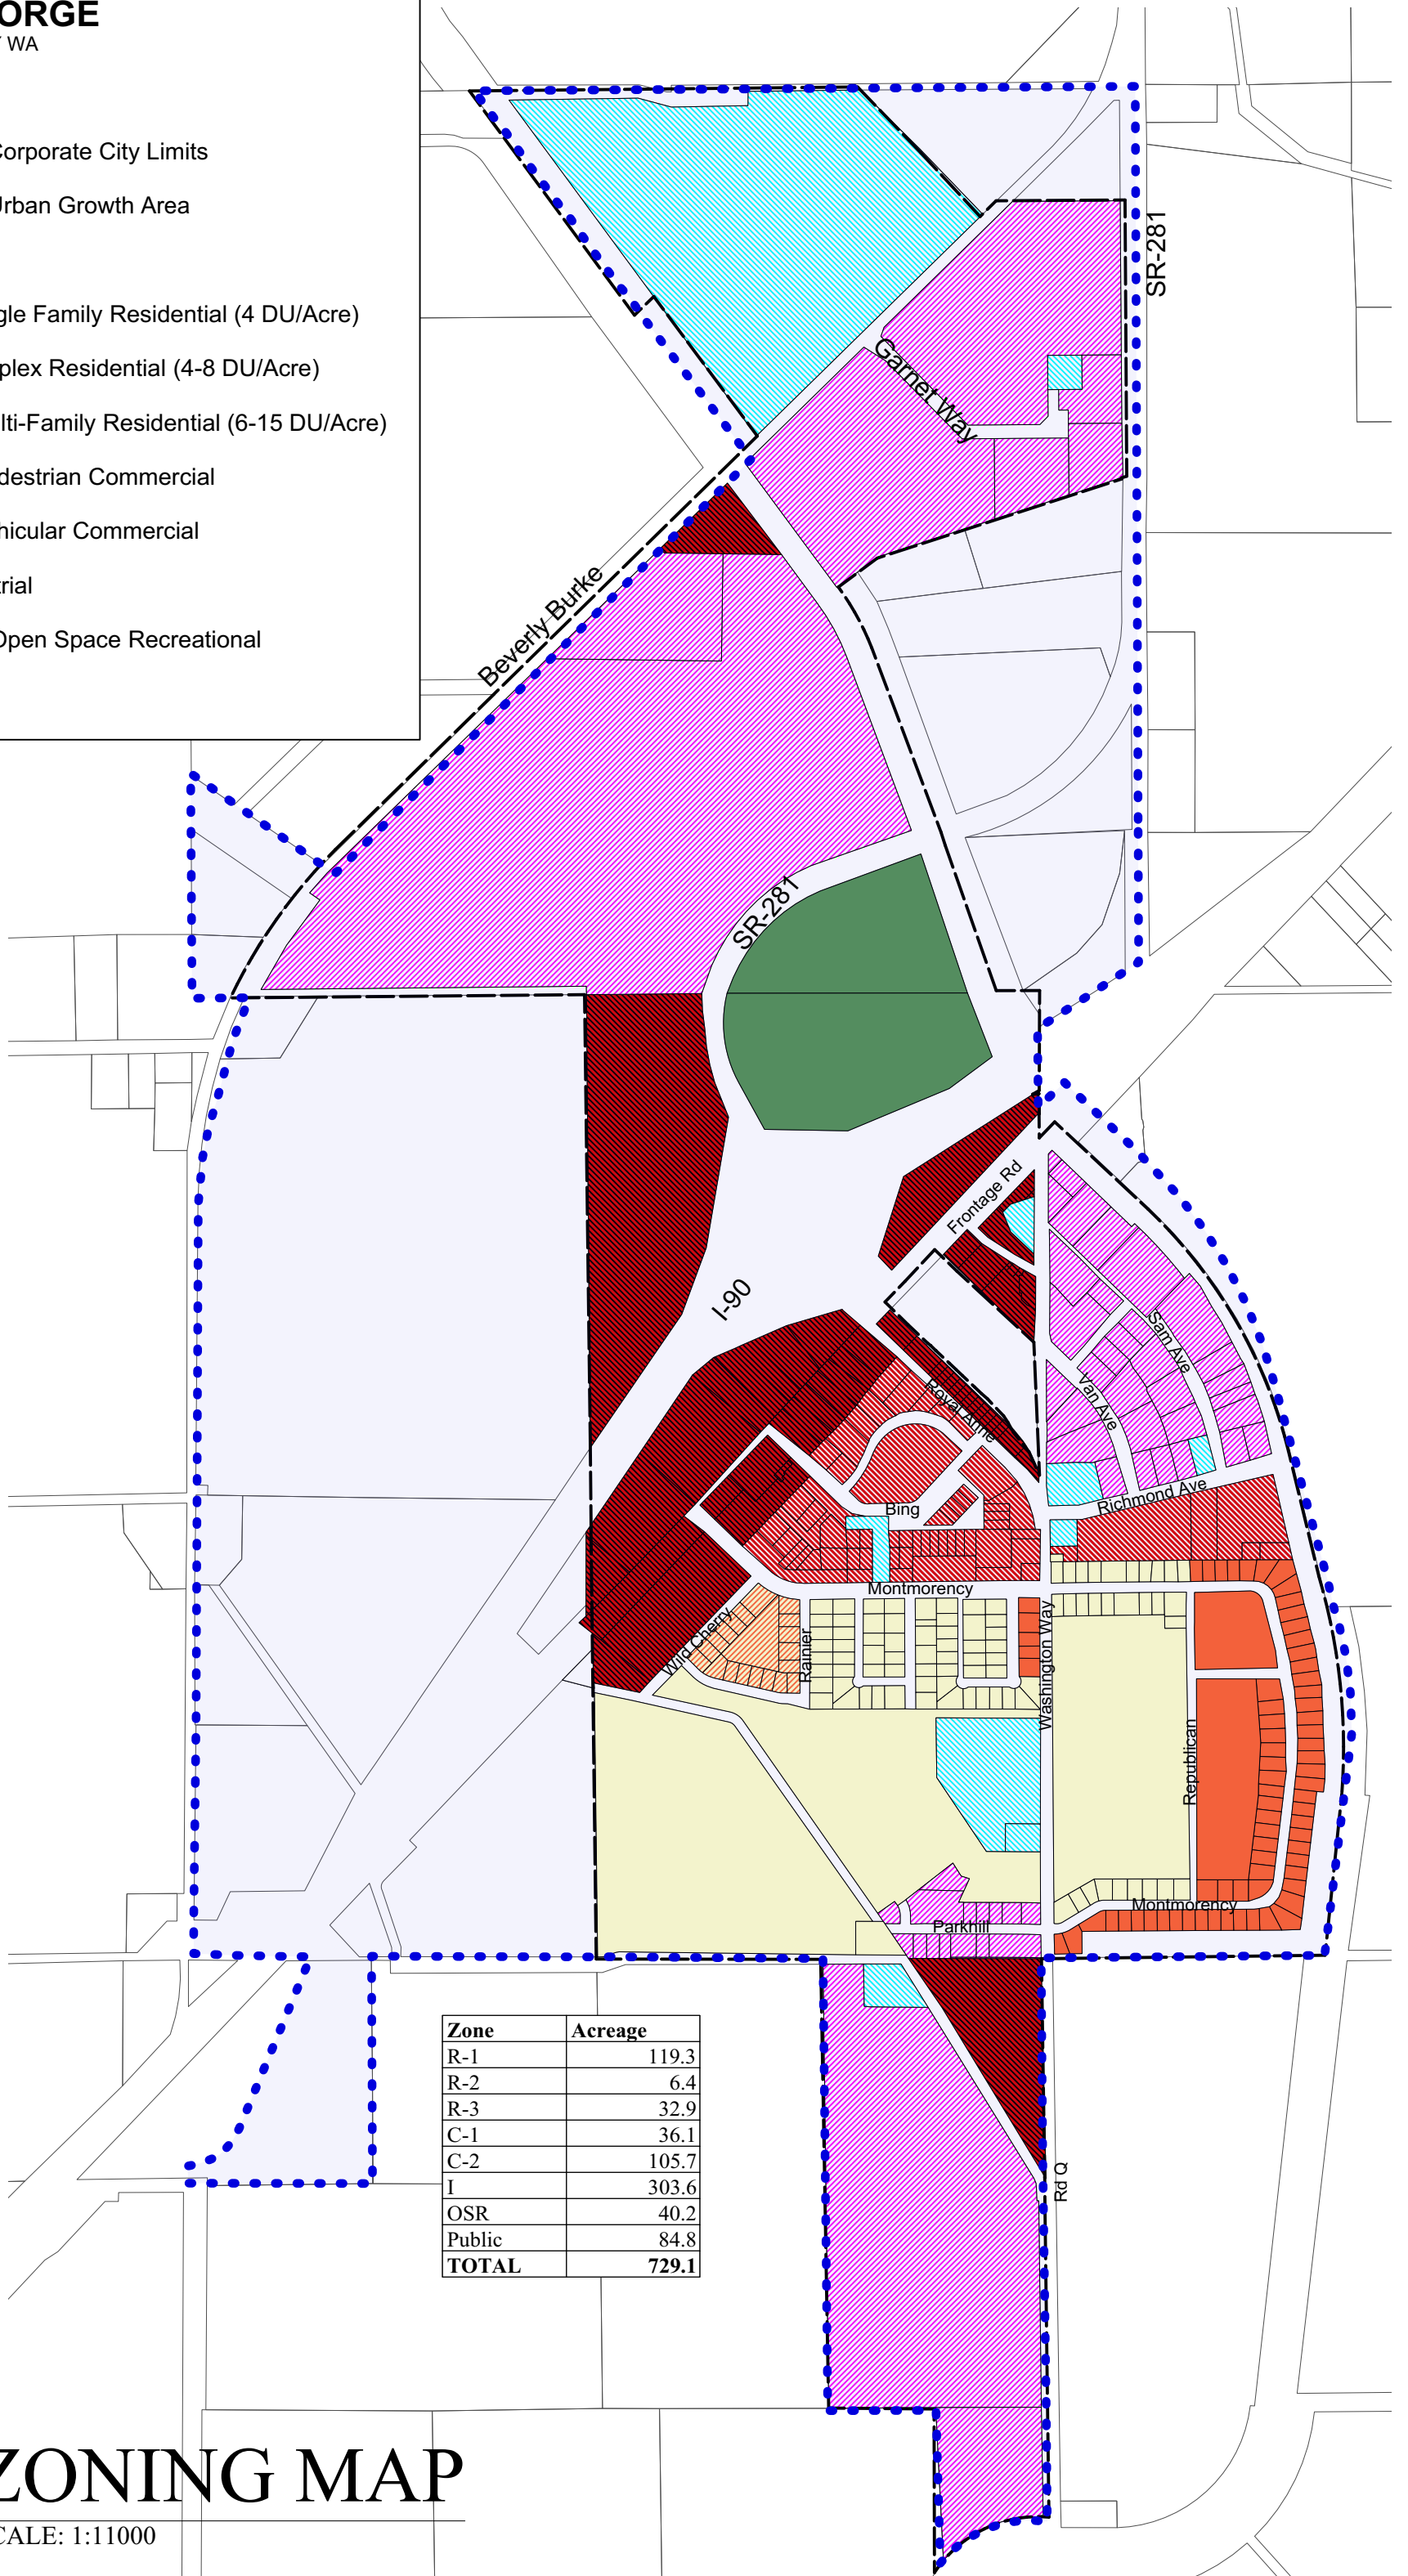 ORGE
Y WA
Corporate City Limits
Urban Growth Area
gle Family Residential (4 DU/Acre)
plex Residential (4-8 DU/Acre)
lti-Family Residential (6-15 DU/Acre)
destrian Commercial
hicular Commercial
trial
Open Space Recreational
SR-281
Garnet Way
Beverly Burke
SR-281
Frontage Rd
I-90
Sam Ave
Van Ave
Royal Anne
Richmond Ave
Bing
Montmorency
Wild Cherry
Rainier
Washington Way
Republican
Montmorency
Parkhill
Rd Q
Zone Acreage
R-1 119.3
R-2 6.4
R-3 32.9
C-1 36.1
C-2 105.7
I 303.6
OSR 40.2
Public 84.8
TOTAL 729.1
ZONING MAP
CALE: 1:11000